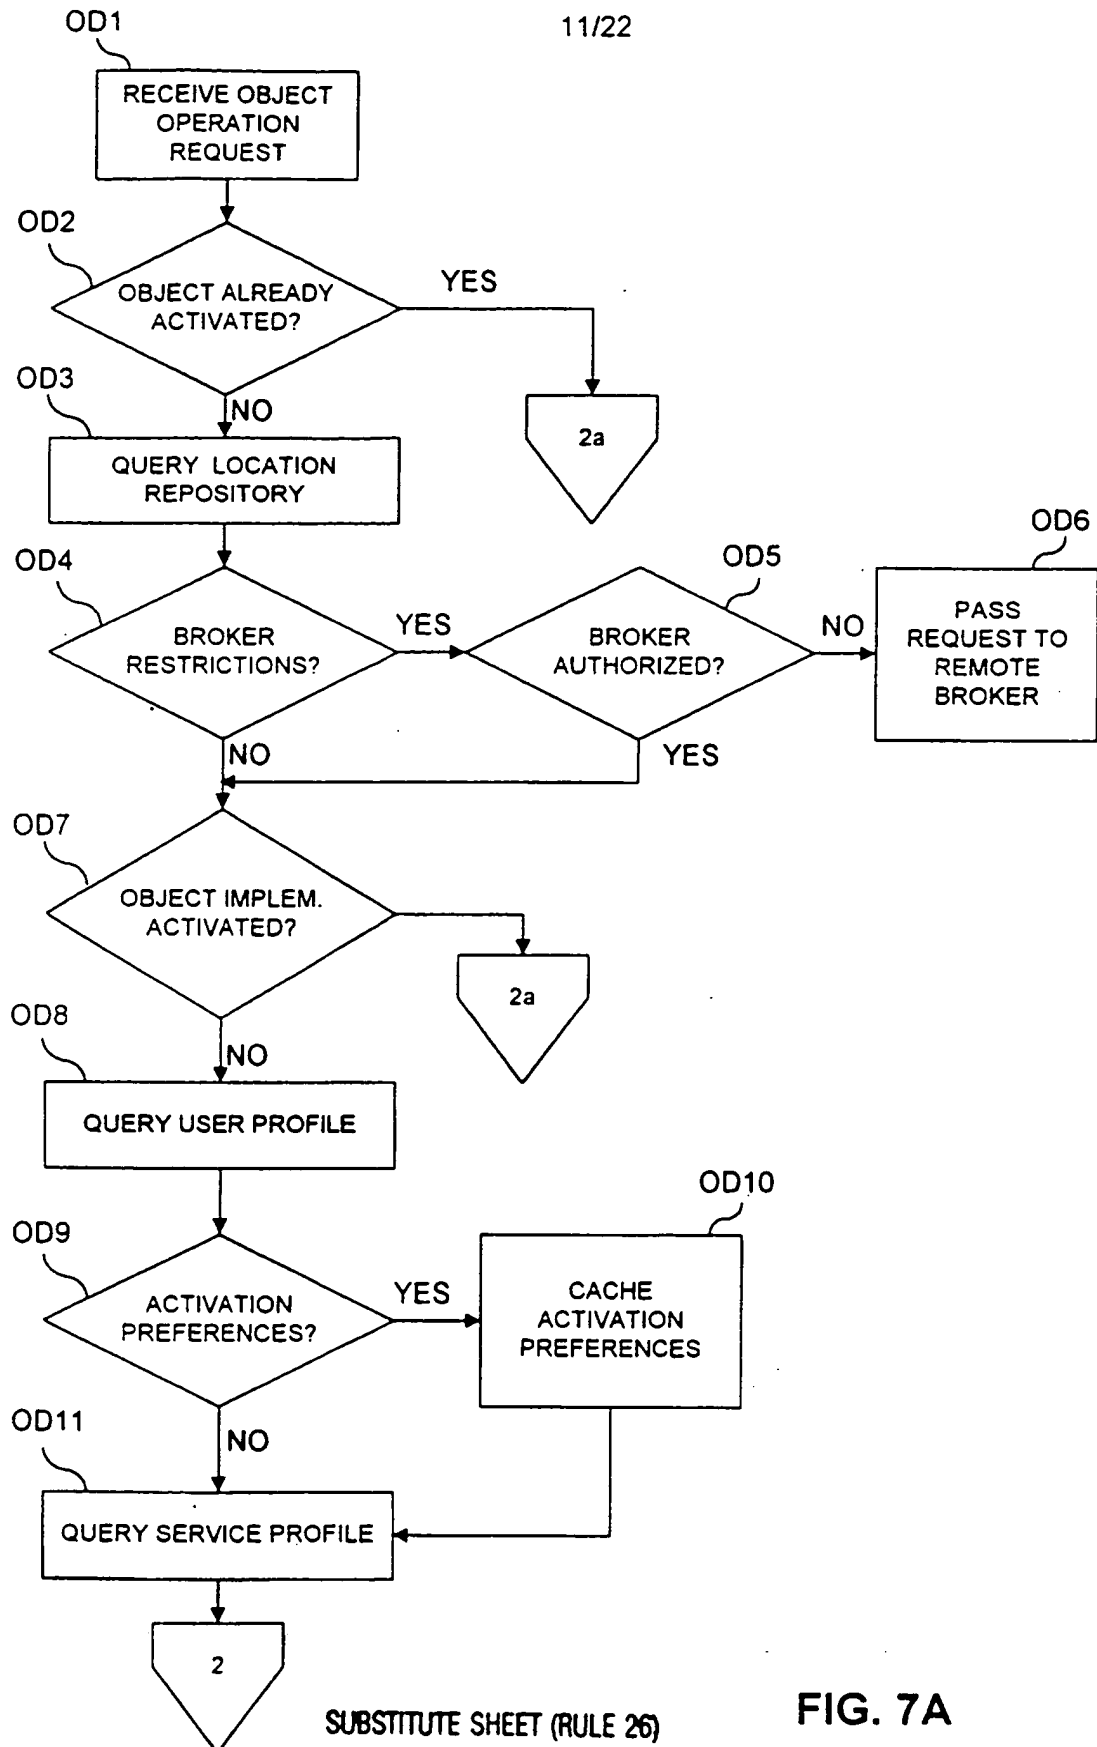 OD1
11/22
RECEIVE OBJECT
OPERATION
REQUEST
OD2
OBJECT ALREADY
ACTIVATED?
YES
2a
OD3
NO
QUERY LOCATION
REPOSITORY
OD4
BROKER
RESTRICTIONS?
YES
OD5
BROKER
AUTHORIZED?
NO
OD6
PASS
REQUEST TO
REMOTE
BROKER
NO
YES
OD7
OBJECT IMPLEM.
ACTIVATED?
2a
OD8
NO
QUERY USER PROFILE
OD9
ACTIVATION
PREFERENCES?
YES
OD10
CACHE
ACTIVATION
PREFERENCES
OD11
NO
QUERY SERVICE PROFILE
2
SUBSTITUTE SHEET (RULE 26)
FIG. 7A